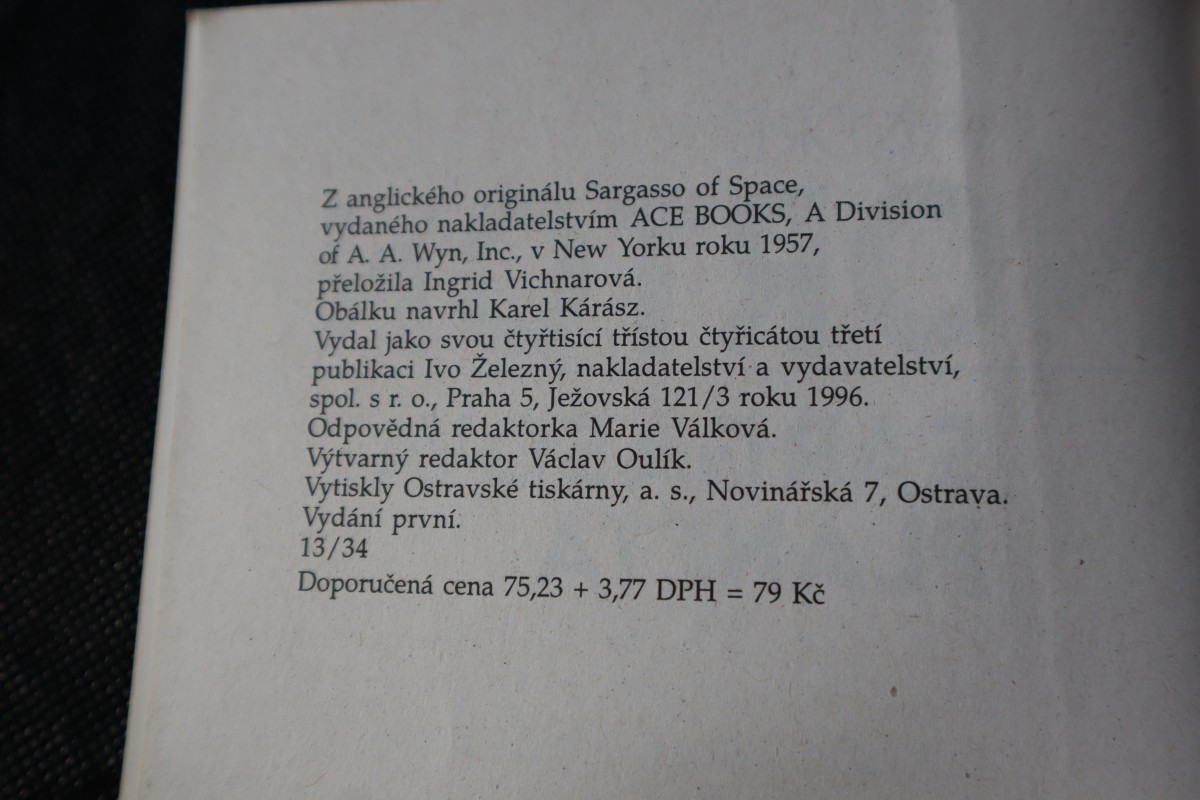 Z anglického originálu Sargasso of Space,
vydaného nakladatelstvím ACE BOOKS, A Division
of A. A. Wyn, Inc., v New Yorku roku 1957,
přeložila Ingrid Vichnarová.
Obálku navrhl Karel Kárász.
Vydal jako svou čtyřtisící třístou čtyřicátou třetí
publikaci Ivo Železný, nakladatelství a vydavatelství,
spol. s r. o., Praha 5, Ježovská 121/3 roku 1996.
Odpovědná redaktorka Marie Válková.
Výtvarný redaktor Václav Oulík.
Vytiskly Ostravské tiskárny, a. s., Novinářská 7, Ostrava.
Vydání první.
13/34
Doporučená cena 75,23 + 3,77 DPH = 79 Kč